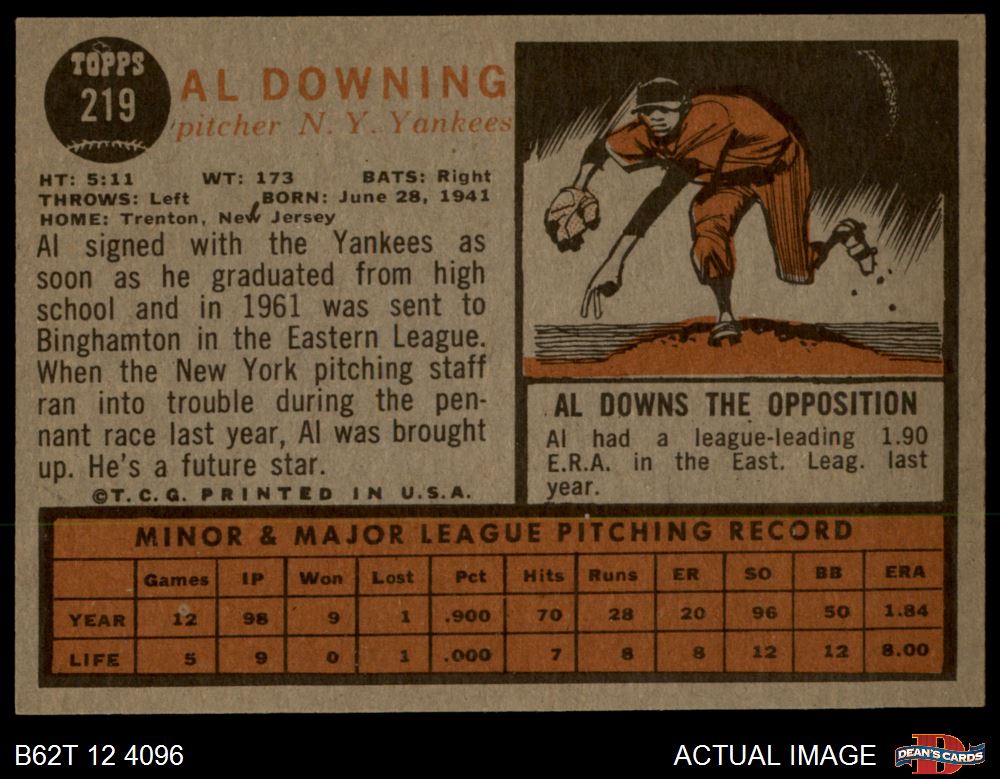 TOPPS
219
AL DOWNING
pitcher N. Y. Yankees
HT: 5:11 WT: 173 BATS: Right
THROWS: Left BORN: June 28, 1941
HOME: Trenton, New Jersey
Al signed with the Yankees as
soon as he graduated from high
school and in 1961 was sent to
Binghamton in the Eastern League.
When the New York pitching staff
ran into trouble during the pen-
nant race last year, Al was brought
up. He's a future star.
©T.C.G. PRINTED IN U.S.A.
AL DOWNS THE OPPOSITION
Al had a league-leading 1.90
E.R.A. in the East. Leag. last
year.
MINOR & MAJOR LEAGUE PITCHING RECORD
Games IP Won Lost Pct Hits Runs ER SO BB ERA
YEAR 12 98 9 1 .900 70 28 20 96 50 1.84
LIFE 5 9 0 1 .000 7 8 8 12 12 8.00
B62T 12 4096
ACTUAL IMAGE
D'S
DEAN'S CARDS